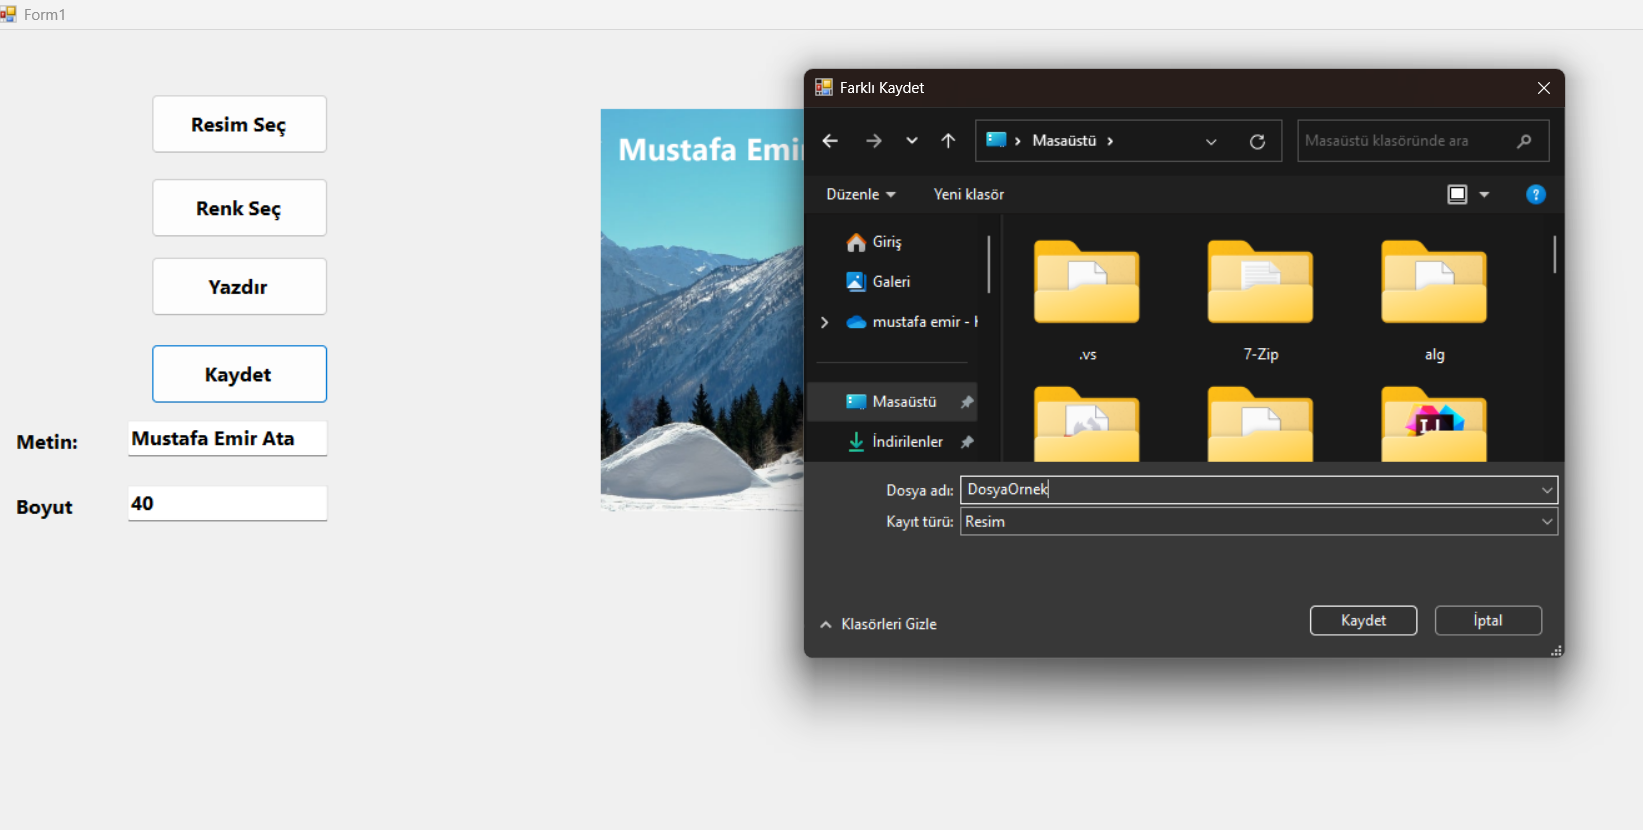 Form1
Resim Seç
Renk Seç
Yazdır
Kaydet
Metin:
Mustafa Emir Ata
Boyut
40
Mustafa Emir
Farklı Kaydet
Masaüstü
Masaüstü klasöründe ara
Düzenle
Yeni klasör
Giriş
Galeri
mustafa emir -
Masaüstü
İndirilenler
.vs
7-Zip
alg
IJ
Dosya adı:
DosyaOrnek
Kayıt türü:
Resim
Klasörleri Gizle
Kaydet
İptal